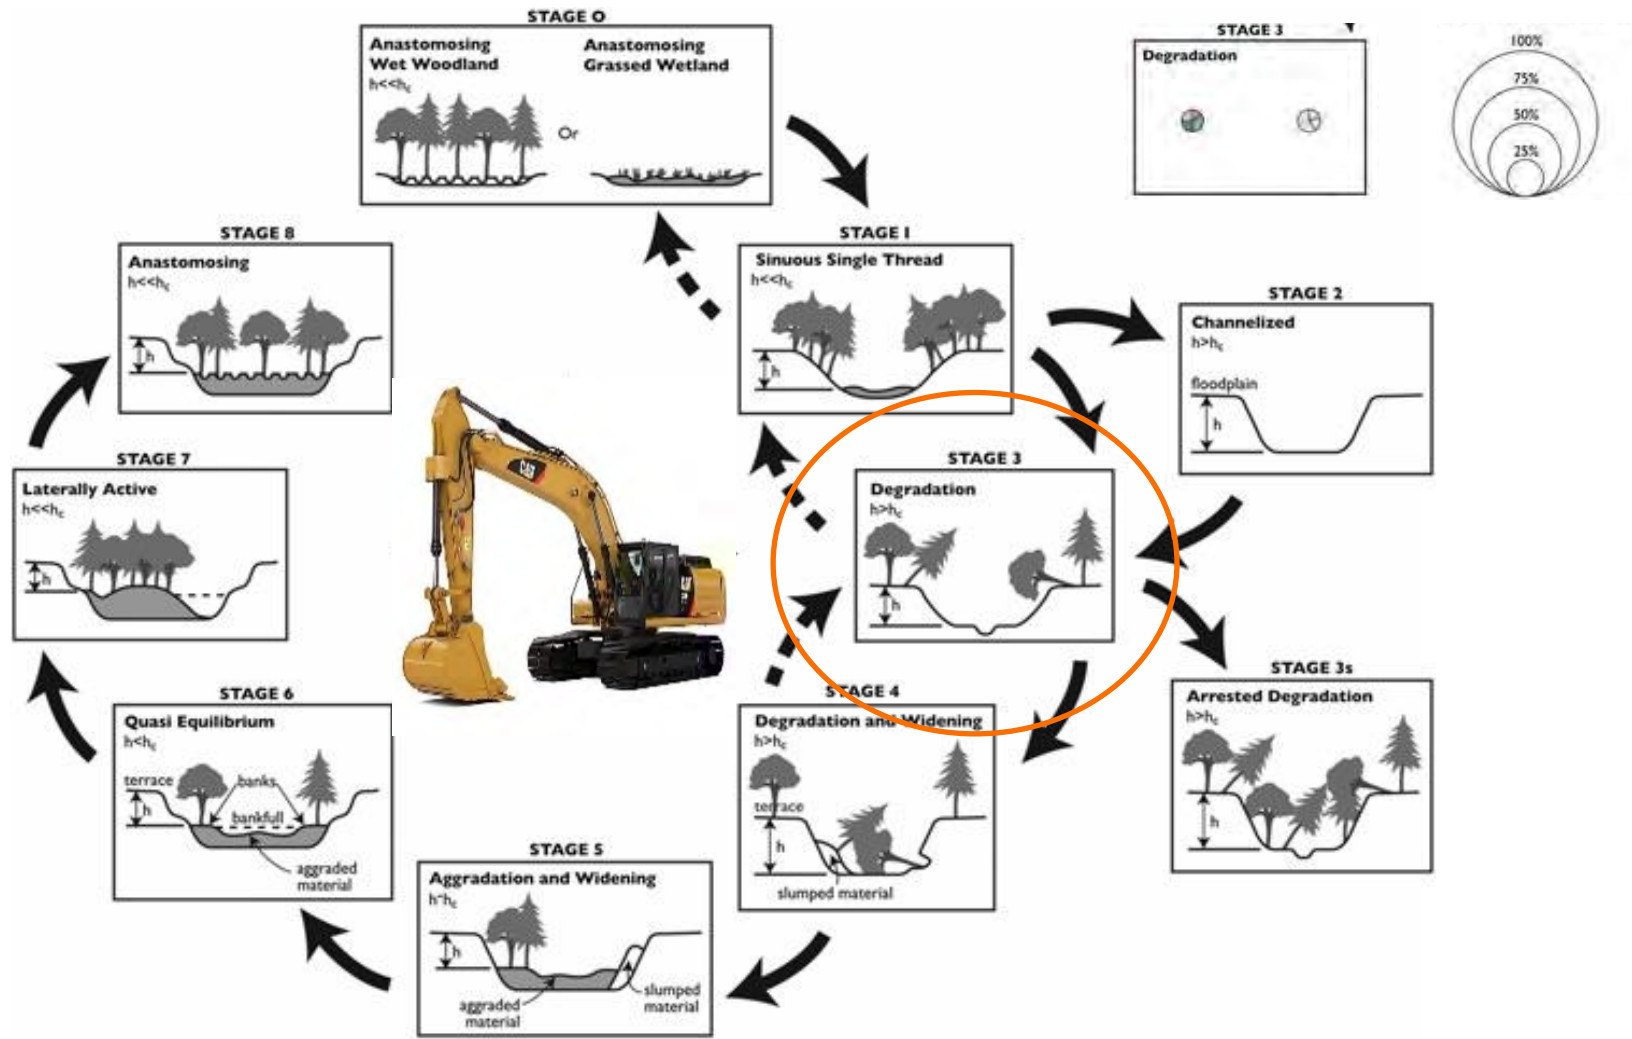 STAGE 0
Anastomosing
Wet Woodland
h<<hc
Or
Anastomosing
Grassed Wetland
STAGE 3
Degradation
100%
75%
50%
25%
STAGE 8
Anastomosing
h<<hc
h
STAGE 1
Sinuous Single Thread
h<<hc
h
STAGE 2
Channelized
h>hc
floodplain
h
STAGE 7
Laterally Active
h<<hc
h
CAT
STAGE 3
Degradation
h>hc
h
STAGE 3s
Arrested Degradation
h>hc
h
STAGE 6
Quasi Equilibrium
h<hc
terrace
banks
h
bankfull
aggraded
material
STAGE 4
Degradation and Widening
h>hc
terrace
h
slumped material
STAGE 5
Aggradation and Widening
h~hc
h
aggraded
material
slumped
material